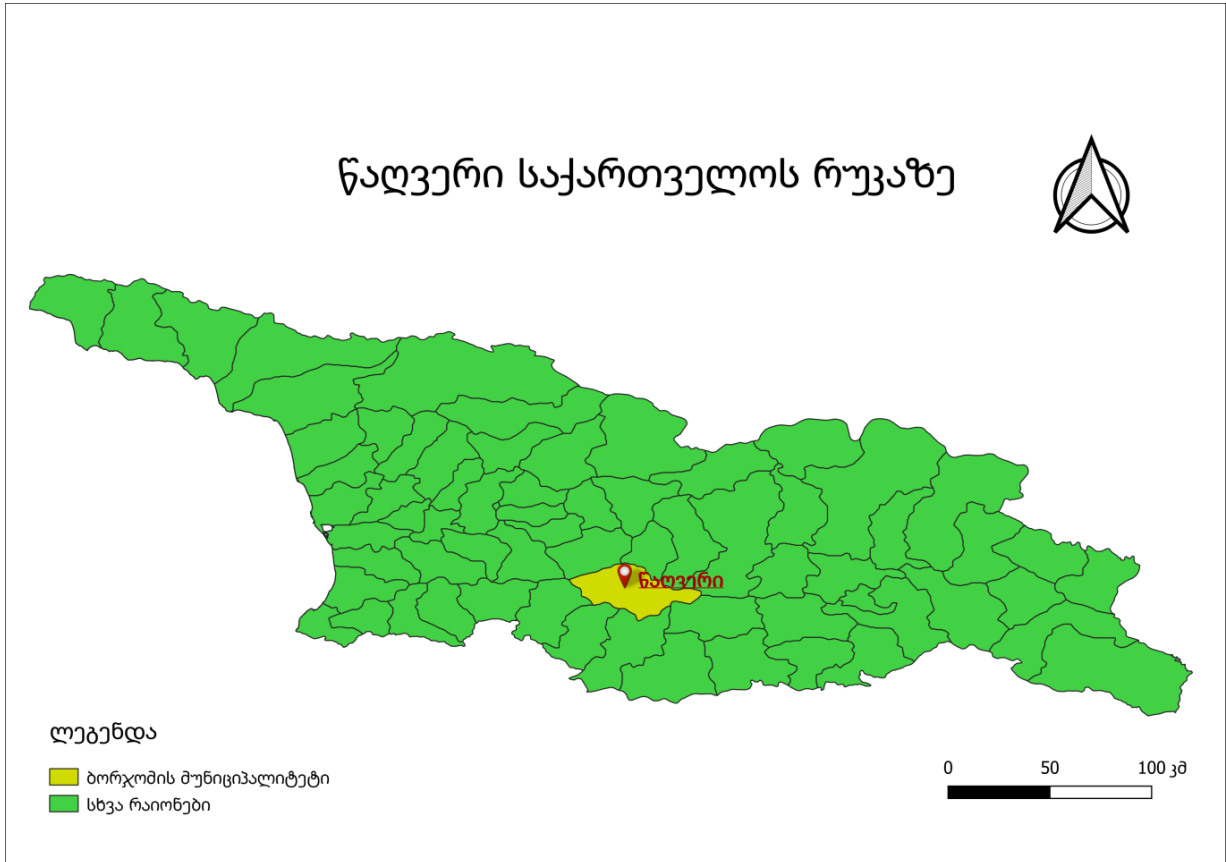 წაღვერი საქართველოს რუკაზე
წაღვერი
ლეგენდა
ბორჯომის მუნიციპალიტეტი
სხვა რაიონები
0 50 100 კმ